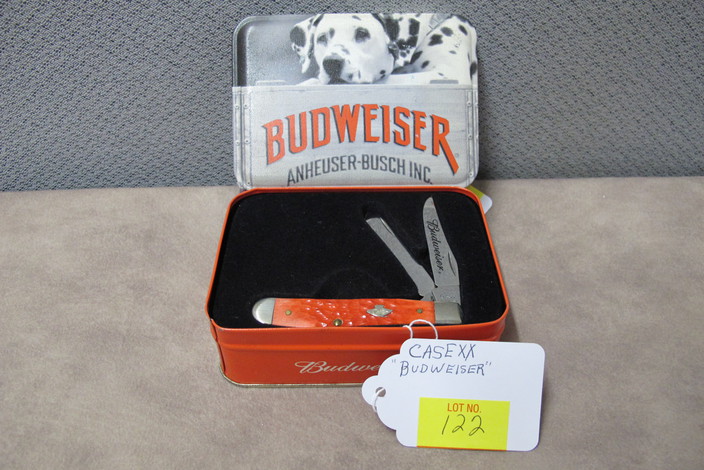 BUDWEISER
ANHEUSER-BUSCH INC.
Budweiser
CASE XX
"BUDWEISER"
LOT NO.
122